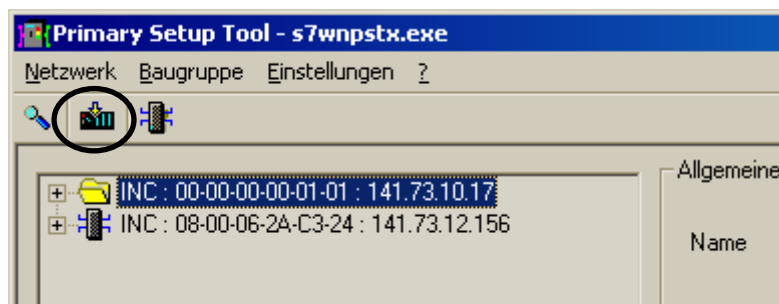 Primary Setup Tool - s7wnpstx.exe
Netzwerk Baugruppe Einstellungen ?
INC : 00-00-00-00-01-01 : 141.73.10.17
INC : 08-00-06-2A-C3-24 : 141.73.12.156
Allgemeine
Name